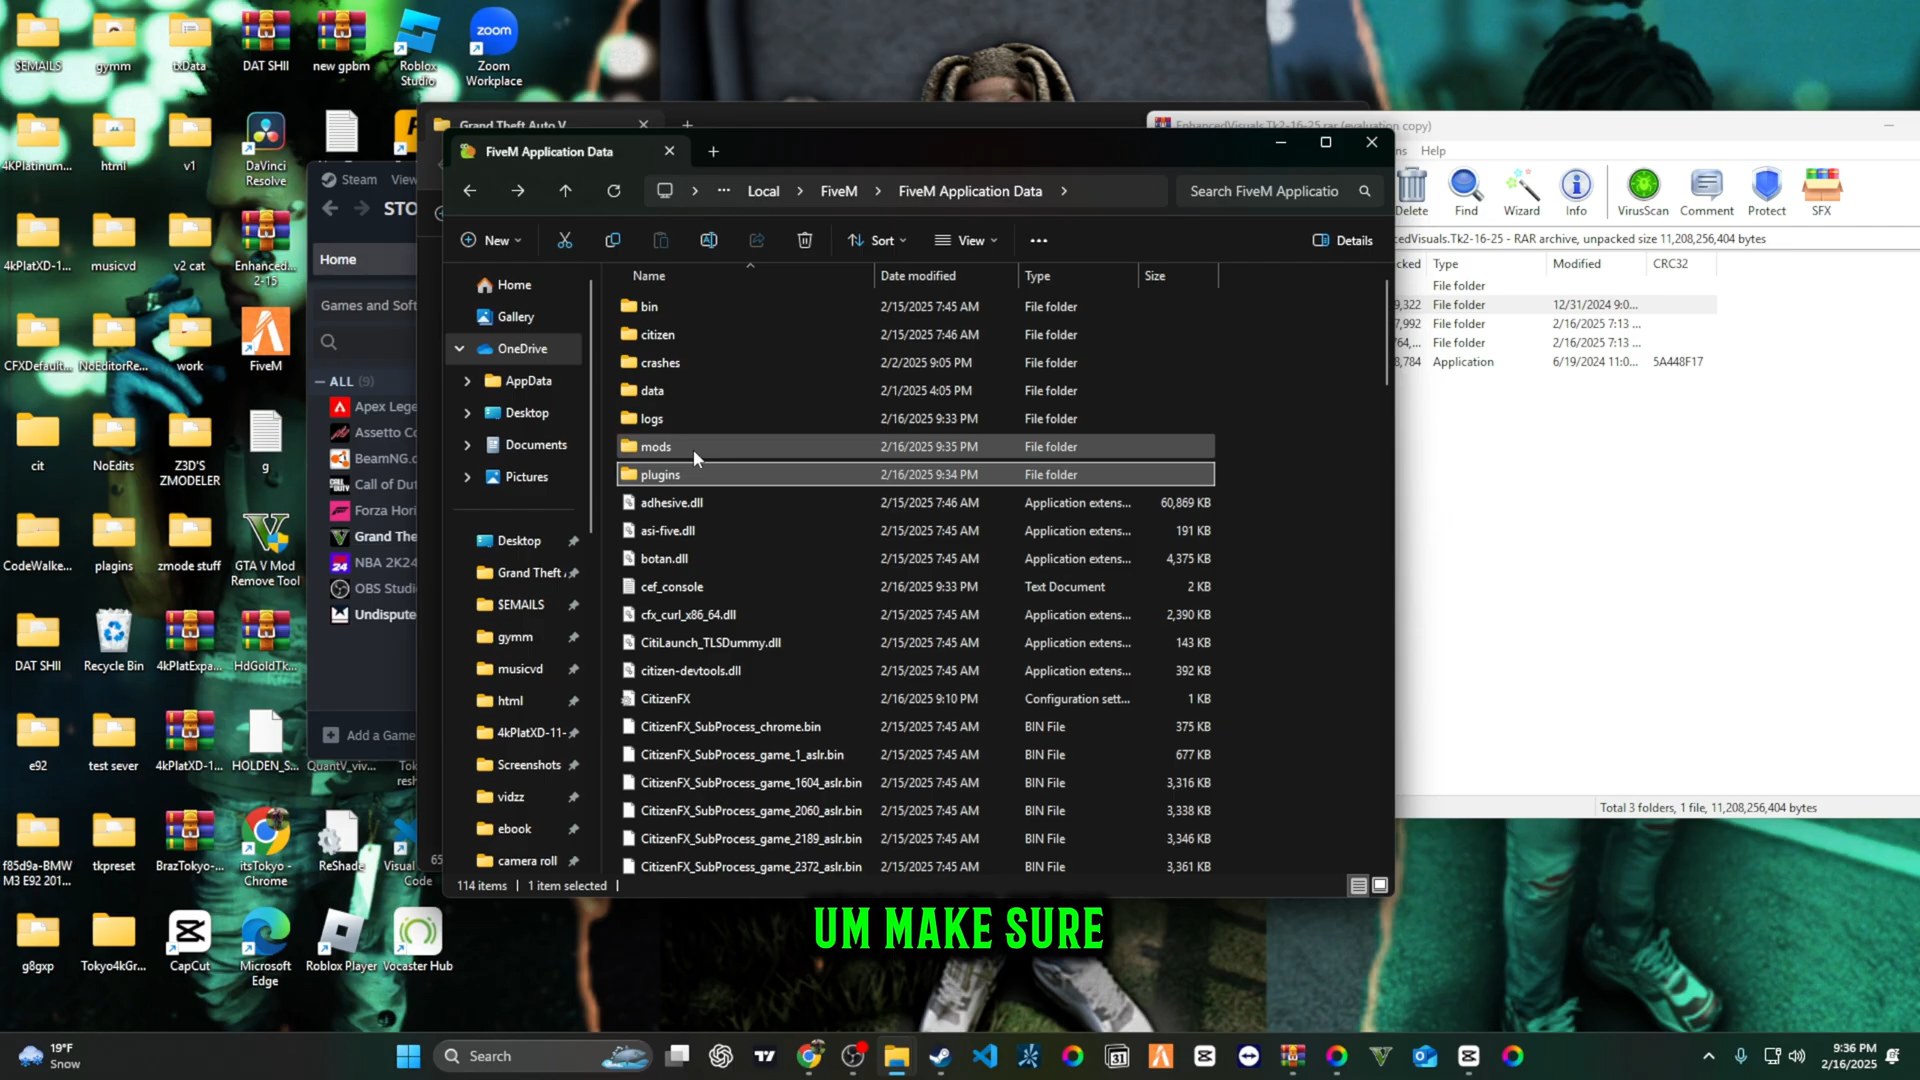 $EMAILS
gymm
txData
DAT SHII
new gpbm
Roblox
Studio
zoom
Zoom
Workplace
4KPlatinum...
html
v1
DaVinci
Resolve
4kPlatXD-1...
musicvd
v2 cat
Enhanced...
2-15
CFXDefault...
NoEditorRe...
work
FiveM
cit
NoEdits
Z3D'S
ZMODELER
g
CodeWalke...
plagins
zmode stuff
GTA V Mod
Remove Tool
DAT SHII
Recycle Bin
4kPlatExpa...
HdGoldTk...
e92
test sever
4kPlatXD-1...
HOLDEN_S...
QuantV_viv...
f85d9a-BMW
M3 E92 201...
tkpreset
BrazTokyo-...
itsTokyo -
Chrome
ReShade
Visual
Code
g8gxp
Tokyo4kGr...
CapCut
Microsoft
Edge
Roblox Player
Vocaster Hub
Steam View
STO
Home
Games and Soft
ALL (9)
Apex Lege
Assetto Co
BeamNG.c
Call of Dut
Forza Hori
Grand The
NBA 2K24
OBS Studi
Undispute
Add a Game
Grand Theft Auto V
FiveM Application Data
Local
FiveM
FiveM Application Data
Search FiveM Applicatio
New
Sort
View
Details
Home
Gallery
OneDrive
AppData
Desktop
Documents
Pictures
Desktop
Grand Theft
$EMAILS
gymm
musicvd
html
4kPlatXD-11-
Screenshots
vidzz
ebook
camera roll
Name Date modified Type Size
bin 2/15/2025 7:45 AM File folder
citizen 2/15/2025 7:46 AM File folder
crashes 2/2/2025 9:05 PM File folder
data 2/1/2025 4:05 PM File folder
logs 2/16/2025 9:33 PM File folder
mods 2/16/2025 9:35 PM File folder
plugins 2/16/2025 9:34 PM File folder
adhesive.dll 2/15/2025 7:46 AM Application extens... 60,869 KB
asi-five.dll 2/15/2025 7:45 AM Application extens... 191 KB
botan.dll 2/15/2025 7:45 AM Application extens... 4,375 KB
cef_console 2/16/2025 9:33 PM Text Document 2 KB
cfx_curl_x86_64.dll 2/15/2025 7:45 AM Application extens... 2,390 KB
CitiLaunch_TLSDummy.dll 2/15/2025 7:45 AM Application extens... 143 KB
citizen-devtools.dll 2/15/2025 7:45 AM Application extens... 392 KB
CitizenFX 2/16/2025 9:10 PM Configuration sett... 1 KB
CitizenFX_SubProcess_chrome.bin 2/15/2025 7:45 AM BIN File 375 KB
CitizenFX_SubProcess_game_1_aslr.bin 2/15/2025 7:45 AM BIN File 677 KB
CitizenFX_SubProcess_game_1604_aslr.bin 2/15/2025 7:45 AM BIN File 3,316 KB
CitizenFX_SubProcess_game_2060_aslr.bin 2/15/2025 7:45 AM BIN File 3,338 KB
CitizenFX_SubProcess_game_2189_aslr.bin 2/15/2025 7:45 AM BIN File 3,346 KB
CitizenFX_SubProcess_game_2372_aslr.bin 2/15/2025 7:45 AM BIN File 3,361 KB
114 items 1 item selected
EnhancedVisuals.Tk2-16-25.rar (evaluation copy)
ns Help
Delete Find Wizard Info VirusScan Comment Protect SFX
cedVisuals.Tk2-16-25 - RAR archive, unpacked size 11,208,256,404 bytes
cked Type Modified CRC32
File folder
9,322 File folder 12/31/2024 9:0...
7,992 File folder 2/16/2025 7:13 ...
64,... File folder 2/16/2025 7:13 ...
8,784 Application 6/19/2024 11:0... 5A448F17
Total 3 folders, 1 file, 11,208,256,404 bytes
UM MAKE SURE
19°F
Snow
Search
31
9:36 PM
2/16/2025